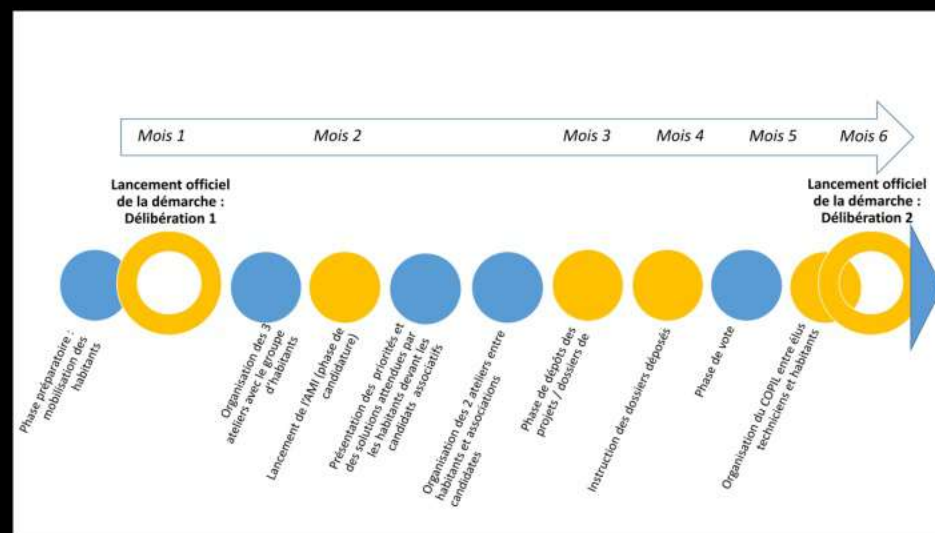 Mois 1
Mois 2
Mois 3
Mois 4
Mois 5
Mois 6
Lancement officiel
de la démarche :
Délibération 1
Lancement officiel
de la démarche :
Délibération 2
Phase préparatoire :
mobilisation des
habitants
Organisation des 3
ateliers avec le groupe
d'habitants
Lancement de l'AMI (phase de
candidature)
Présentation des priorités et
des solutions attendues par
les habitants devant les
candidats associatifs
Organisation des 2 ateliers entre
habitants et associations
candidates
Phase de dépôts des
projets / dossiers de
Instruction des dossiers déposés
Phase de vote
Organisation du COPIL entre élus
techniciens et habitants